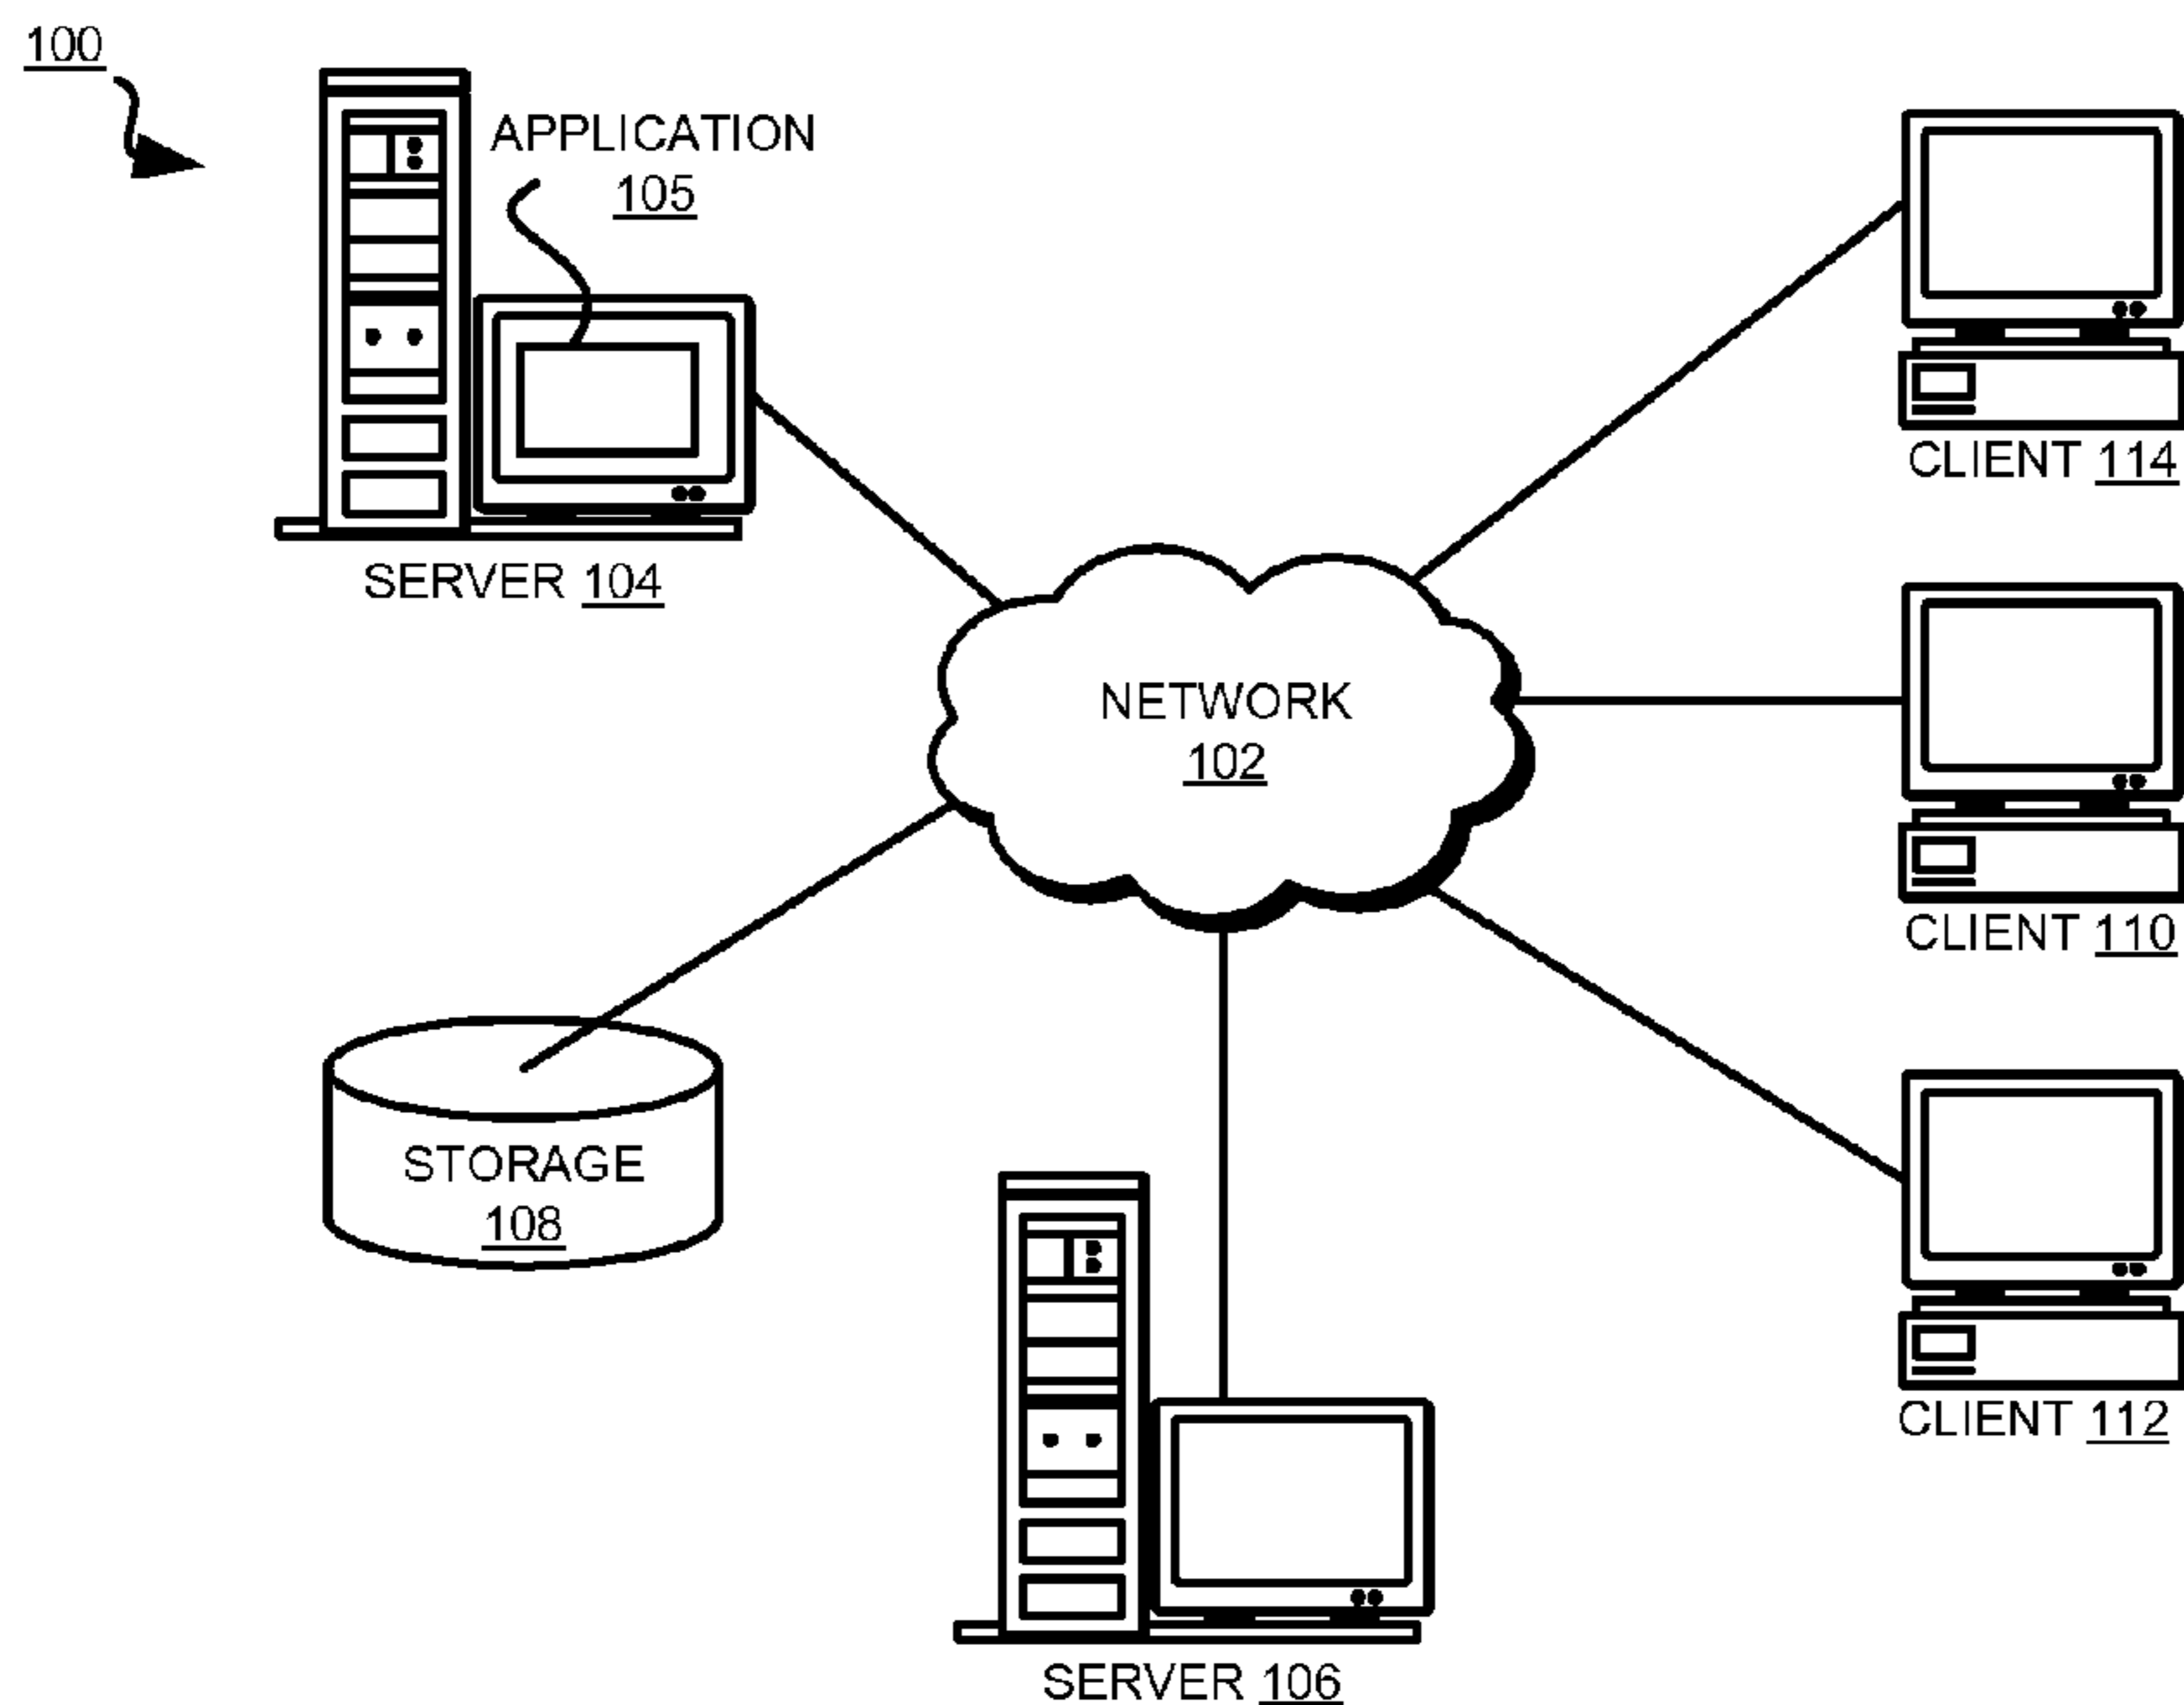 100
APPLICATION
105
SERVER 104
CLIENT 114
NETWORK
102
CLIENT 110
STORAGE
108
CLIENT 112
SERVER 106